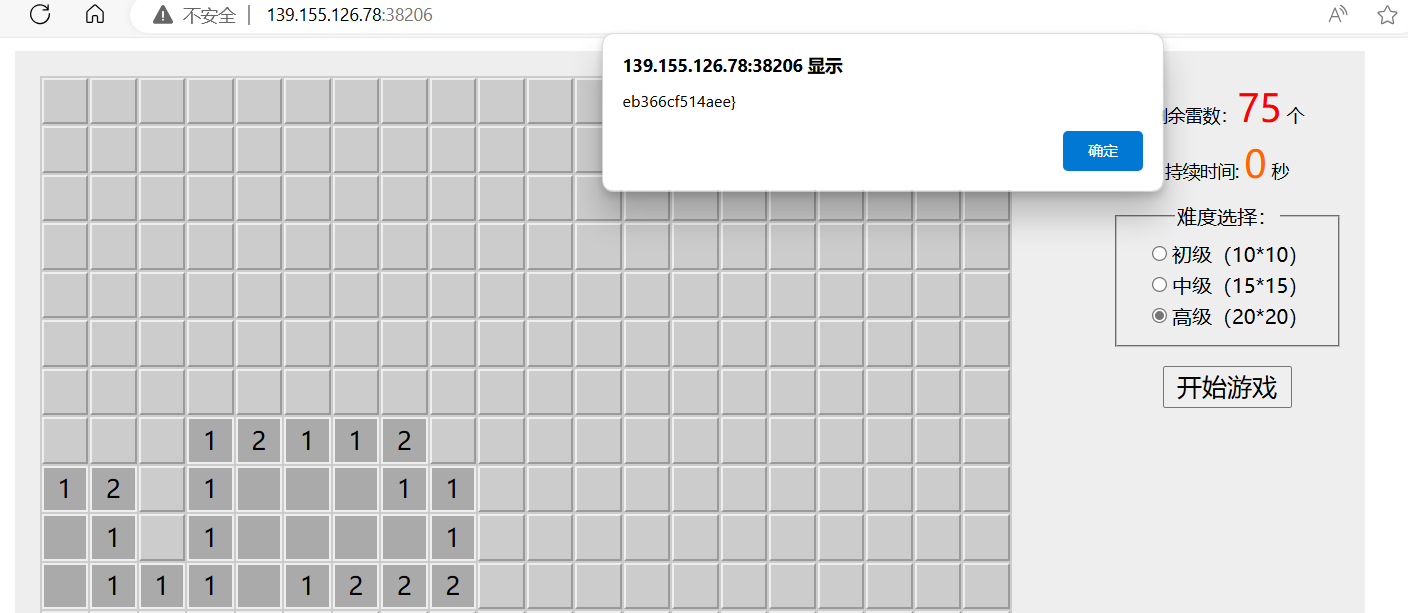 不安全 | 139.155.126.78:38206
139.155.126.78:38206 显示
eb366cf514aee}
确定
余雷数: 75 个
持续时间: 0 秒
难度选择:
初级（10*10）
中级（15*15）
高级（20*20）
开始游戏
1 2 1 1 2
1 2 1 1 1
1 1 1
1 1 1 1 2 2 2